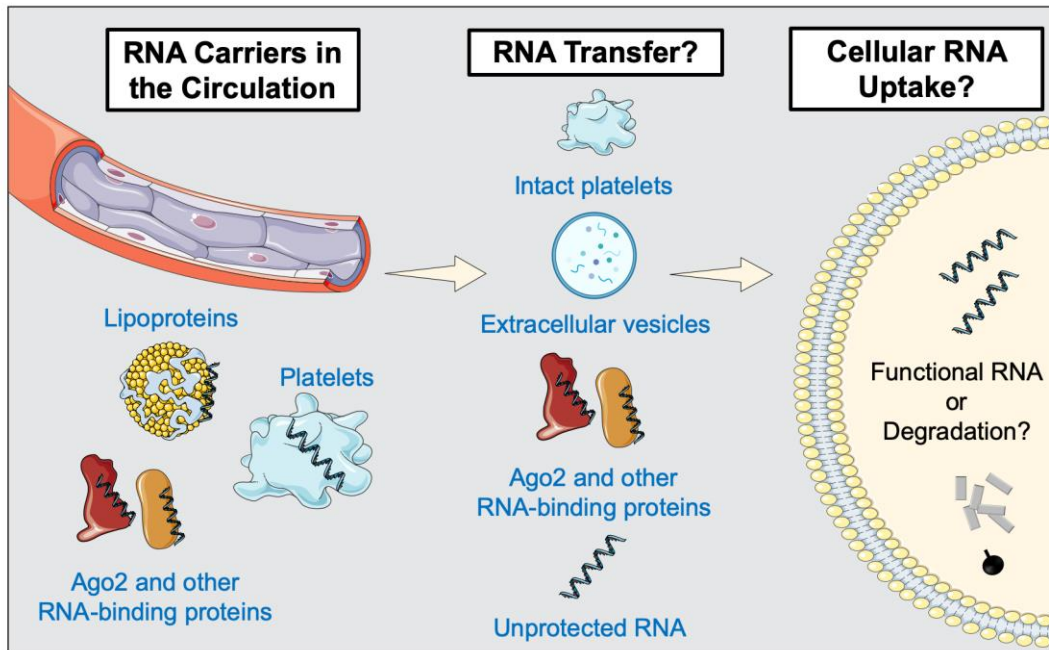 RNA Carriers in
the Circulation
Lipoproteins
Platelets
Ago2 and other
RNA-binding proteins
RNA Transfer?
Intact platelets
Extracellular vesicles
Ago2 and other
RNA-binding proteins
Unprotected RNA
Cellular RNA
Uptake?
Functional RNA
or
Degradation?